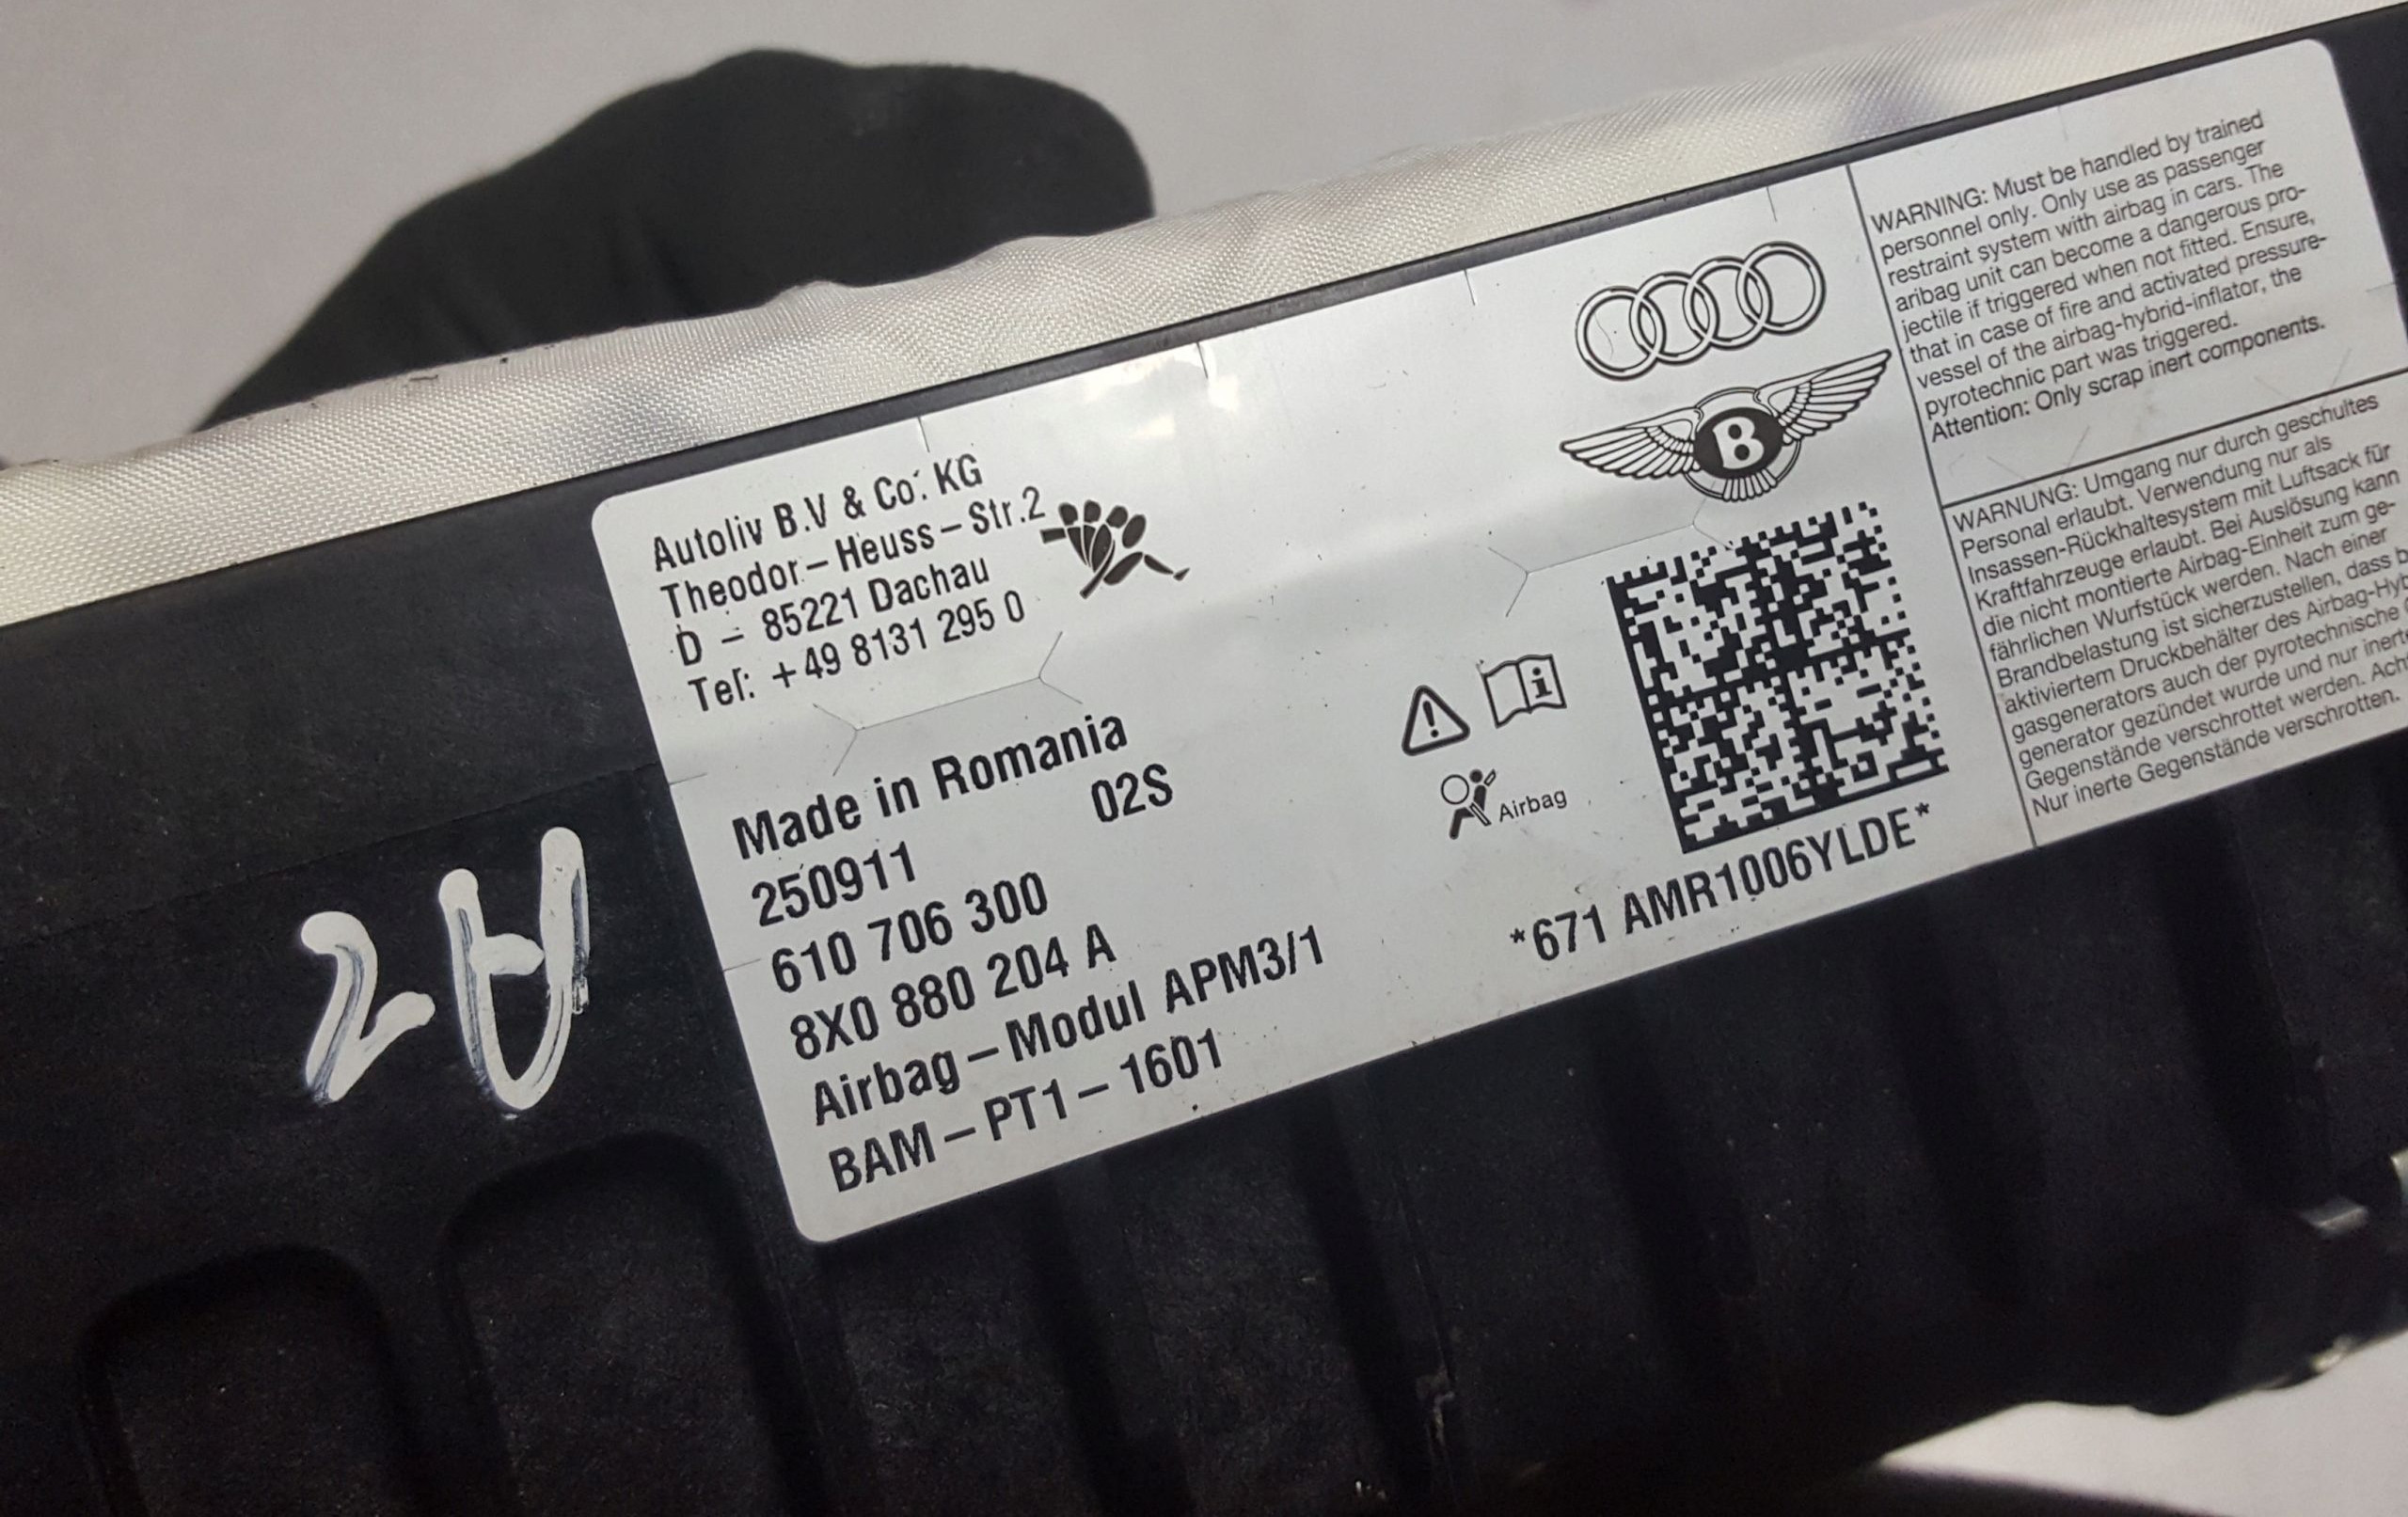 Autoliv B.V & Co. KG
Theodor – Heuss – Str.2
D – 85221 Dachau
Tel: +49 8131 295 0
Made in Romania
02S
250911
610 706 300
8X0 880 204 A
Airbag – Modul APM3/1
BAM – PT1 – 1601
B
Airbag
*671 AMR1006YLDE*
WARNING: Must be handled by trained
personnel only. Only use as passenger
restraint system with airbag in cars. The
aribag unit can become a dangerous pro-
jectile if triggered when not fitted. Ensure,
that in case of fire and activated pressure-
vessel of the airbag-hybrid-inflator, the
pyrotechnic part was triggered.
Attention: Only scrap inert components.
WARNUNG: Umgang nur durch geschultes
Personal erlaubt. Verwendung nur als
Insassen-Rückhaltesystem mit Luftsack für
Kraftfahrzeuge erlaubt. Bei Auslösung kann
die nicht montierte Airbag-Einheit zum ge-
fährlichen Wurfstück werden. Nach einer
Brandbelastung ist sicherzustellen, dass b
aktiviertem Druckbehälter des Airbag-Hyb
gasgenerators auch der pyrotechnische
generator gezündet wurde und nur inerte
Gegenstände verschrottet werden. Ach
Nur inerte Gegenstände verschrotten.